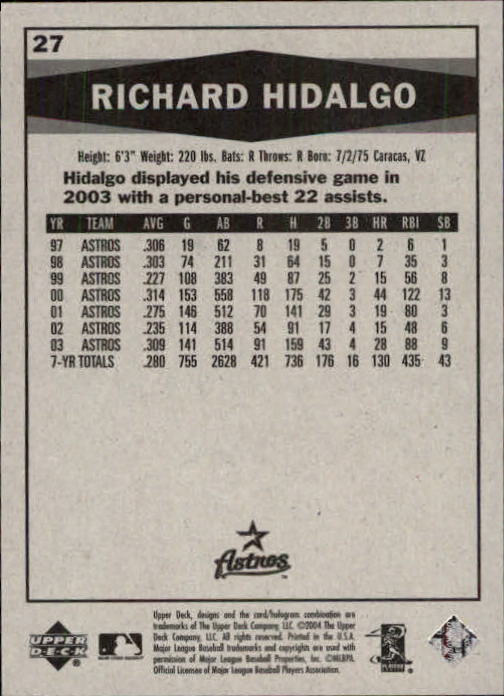 27
RICHARD HIDALGO
Height: 6'3" Weight: 220 lbs. Bats: R Throws: R Born: 7/2/75 Caracas, VZ
Hidalgo displayed his defensive game in
2003 with a personal-best 22 assists.
YR TEAM AVG G AB R H 2B 3B HR RBI SB
97 ASTROS .306 19 62 8 19 5 0 2 6 1
98 ASTROS .303 74 211 31 64 15 0 7 35 3
99 ASTROS .227 108 383 49 87 25 2 15 56 8
00 ASTROS .314 153 558 118 175 42 3 44 122 13
01 ASTROS .275 146 512 70 141 29 3 19 80 3
02 ASTROS .235 114 388 54 91 17 4 15 48 6
03 ASTROS .309 141 514 91 159 43 4 28 88 9
7-YR TOTALS .280 755 2628 421 736 176 16 130 435 43
Astros
Upper Deck, designs and the card/hologram combination are
trademarks of The Upper Deck Company, LLC. ©2004 The Upper
Deck Company, LLC. All rights reserved. Printed in the U.S.A.
Major League Baseball trademarks and copyrights are used with
permission of Major League Baseball Properties, Inc. ©MLBPA
Official Licensee of Major League Baseball Players Association.
UPPER
DECK